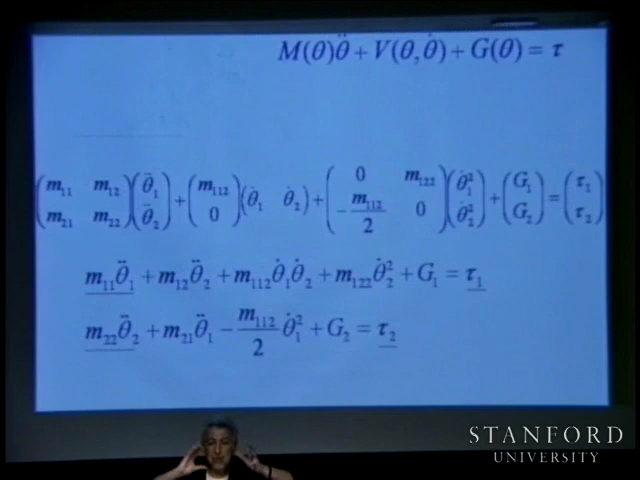 M(θ)θ̈ + V(θ, θ̇) + G(θ) = τ
(m₁₁ m₁₂; m₂₁ m₂₂)(θ̈₁; θ̈₂) + (m₁₁₂; 0)(θ̇₁ θ̇₂) + (0 m₁₂₂; -m₁₁₂/2 0)(θ̇₁²; θ̇₂²) + (G₁; G₂) = (τ₁; τ₂)
m₁₁θ̈₁ + m₁₂θ̈₂ + m₁₁₂θ̇₁θ̇₂ + m₁₂₂θ̇₂² + G₁ = τ₁
m₂₂θ̈₂ + m₂₁θ̈₁ - m₁₁₂/2 θ̇₁² + G₂ = τ₂
STANFORD
UNIVERSITY